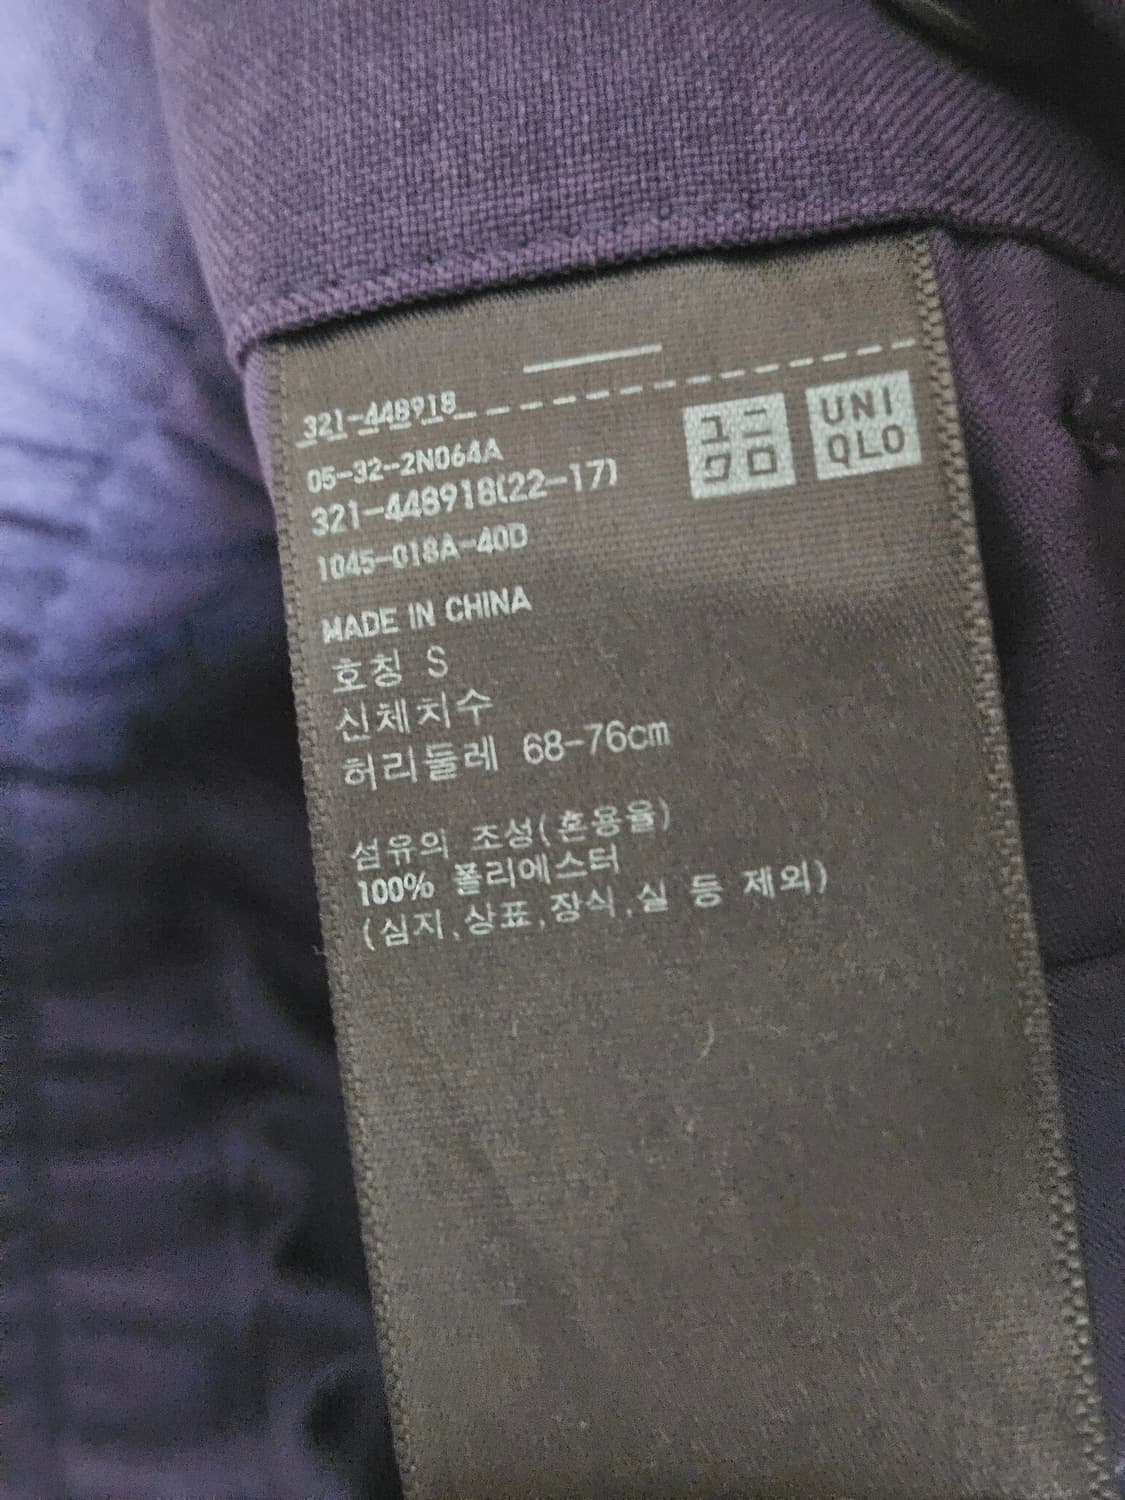 321-448918
05-32-2N064A
321-448918(22-17)
1045-018A-40D
ユニ
クロ
UNI
QLO
MADE IN CHINA
호칭 S
신체치수
허리둘레 68-76cm
섬유의 조성(혼용율)
100% 폴리에스터
(심지,상표,장식,실 등 제외)